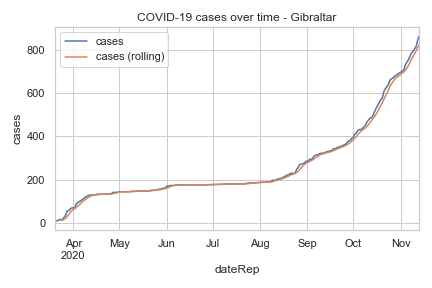 COVID-19 cases over time - Gibraltar
cases
cases (rolling)
cases
800
600
400
200
0
Apr May Jun Jul Aug Sep Oct Nov
2020
dateRep